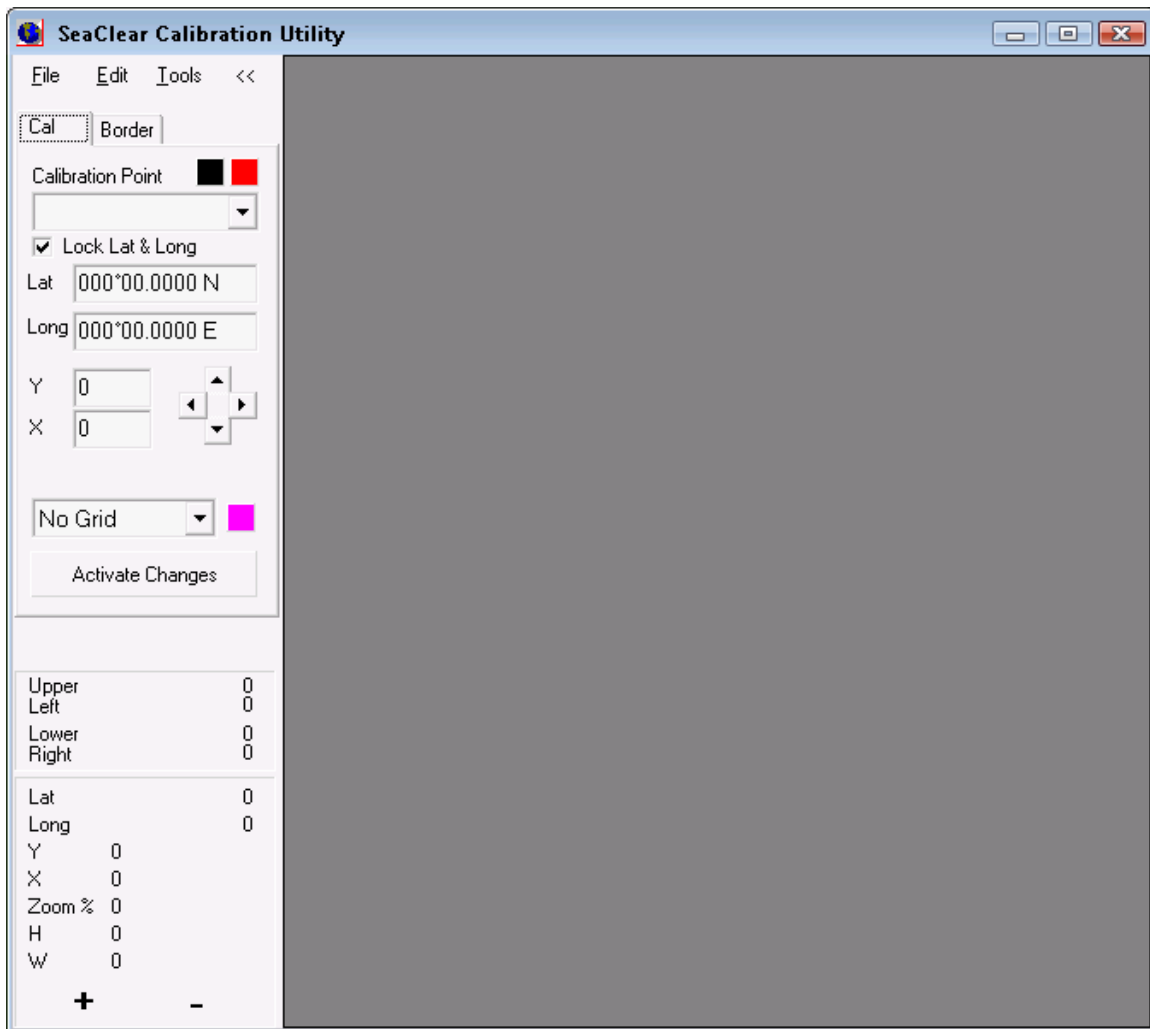 SeaClear Calibration Utility
File Edit Tools <<
Cal Border
Calibration Point
Lock Lat & Long
Lat 000°00.0000 N
Long 000°00.0000 E
Y 0
X 0
No Grid
Activate Changes
Upper 0
Left 0
Lower 0
Right 0
Lat 0
Long 0
Y 0
X 0
Zoom % 0
H 0
W 0
+ -